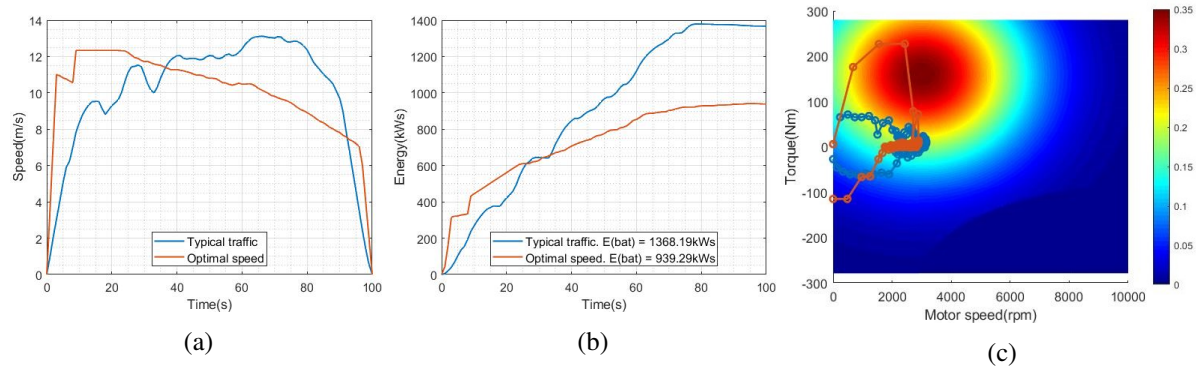 14
12
10
8
6
4
2
0
Speed(m/s)
Typical traffic
Optimal speed
0 20 40 60 80 100
Time(s)
(a)
1400
1200
1000
800
600
400
200
0
Energy(kWs)
Typical traffic. E(bat) = 1368.19kWs
Optimal speed. E(bat) = 939.29kWs
0 20 40 60 80 100
Time(s)
(b)
300
200
100
0
-100
-200
-300
Torque(Nm)
0 2000 4000 6000 8000 10000
Motor speed(rpm)
0.35
0.3
0.25
0.2
0.15
0.1
0.05
0
(c)